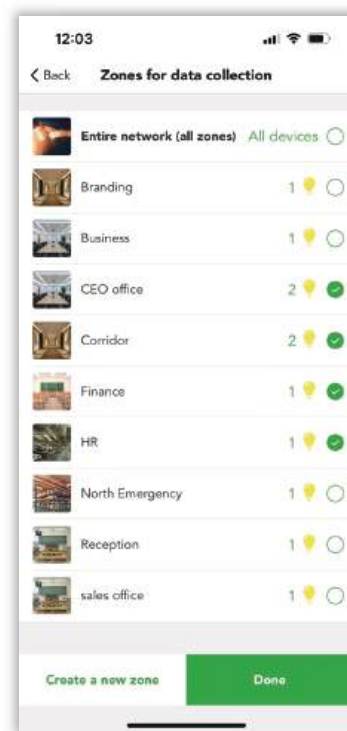 12:03
Back Zones for data collection
Entire network (all zones) All devices
Branding 1
Business 1
CEO office 2
Corridor 2
Finance 1
HR 1
North Emergency 1
Reception 1
sales office 1
Create a new zone Done